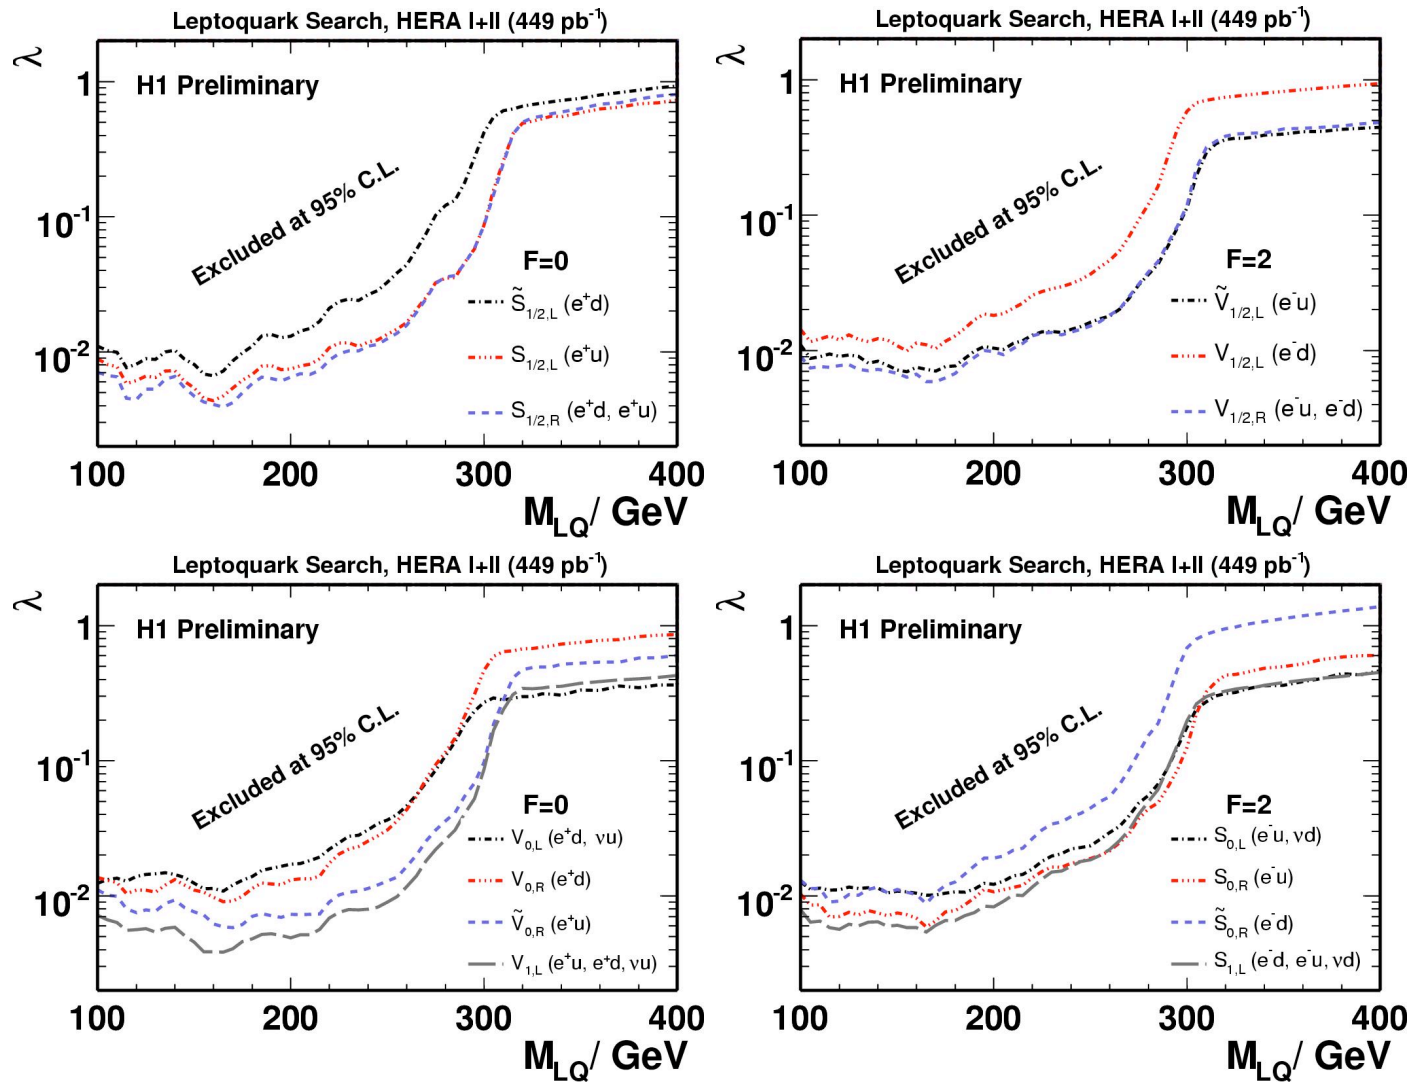 Leptoquark Search, HERA I+II (449 pb⁻¹)
λ
H1 Preliminary
1
10⁻¹
10⁻²
Excluded at 95% C.L.
F=0
S̃1/2,L (e⁺d)
S1/2,L (e⁺u)
S1/2,R (e⁺d, e⁺u)
100 200 300 400
MLQ/ GeV
Leptoquark Search, HERA I+II (449 pb⁻¹)
λ
H1 Preliminary
1
10⁻¹
10⁻²
Excluded at 95% C.L.
F=2
Ṽ1/2,L (e⁻u)
V1/2,L (e⁻d)
V1/2,R (e⁻u, e⁻d)
100 200 300 400
MLQ/ GeV
Leptoquark Search, HERA I+II (449 pb⁻¹)
λ
H1 Preliminary
1
10⁻¹
10⁻²
Excluded at 95% C.L.
F=0
V0,L (e⁺d, νu)
V0,R (e⁺d)
Ṽ0,R (e⁺u)
V1,L (e⁺u, e⁺d, νu)
100 200 300 400
MLQ/ GeV
Leptoquark Search, HERA I+II (449 pb⁻¹)
λ
H1 Preliminary
1
10⁻¹
10⁻²
Excluded at 95% C.L.
F=2
S0,L (e⁻u, νd)
S0,R (e⁻u)
S̃0,R (e⁻d)
S1,L (e⁻d, e⁻u, νd)
100 200 300 400
MLQ/ GeV